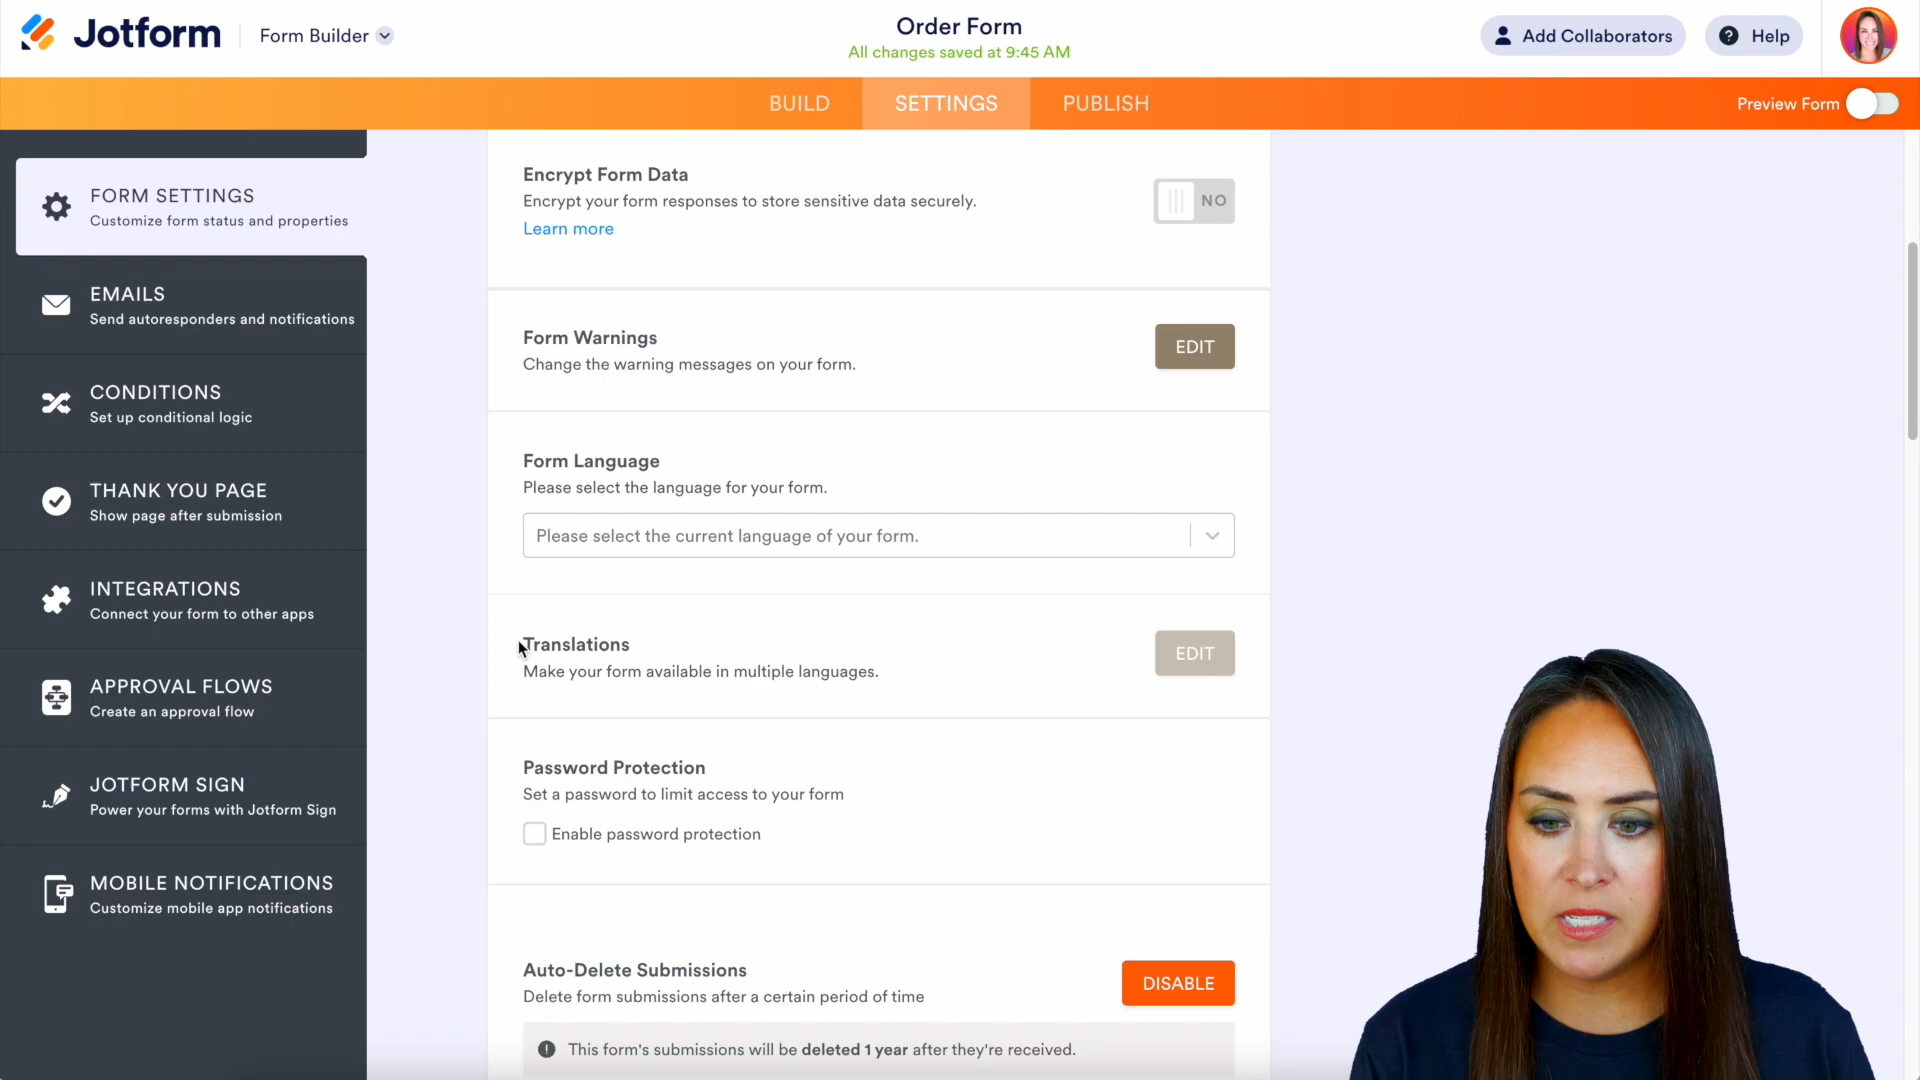 Jotform
Form Builder
Order Form
All changes saved at 9:45 AM
Add Collaborators
Help
BUILD
SETTINGS
PUBLISH
Preview Form
FORM SETTINGS
Customize form status and properties
EMAILS
Send autoresponders and notifications
CONDITIONS
Set up conditional logic
THANK YOU PAGE
Show page after submission
INTEGRATIONS
Connect your form to other apps
APPROVAL FLOWS
Create an approval flow
JOTFORM SIGN
Power your forms with Jotform Sign
MOBILE NOTIFICATIONS
Customize mobile app notifications
Encrypt Form Data
Encrypt your form responses to store sensitive data securely.
Learn more
NO
Form Warnings
Change the warning messages on your form.
EDIT
Form Language
Please select the language for your form.
Please select the current language of your form.
Translations
Make your form available in multiple languages.
EDIT
Password Protection
Set a password to limit access to your form
Enable password protection
Auto-Delete Submissions
Delete form submissions after a certain period of time
DISABLE
This form's submissions will be deleted 1 year after they're received.